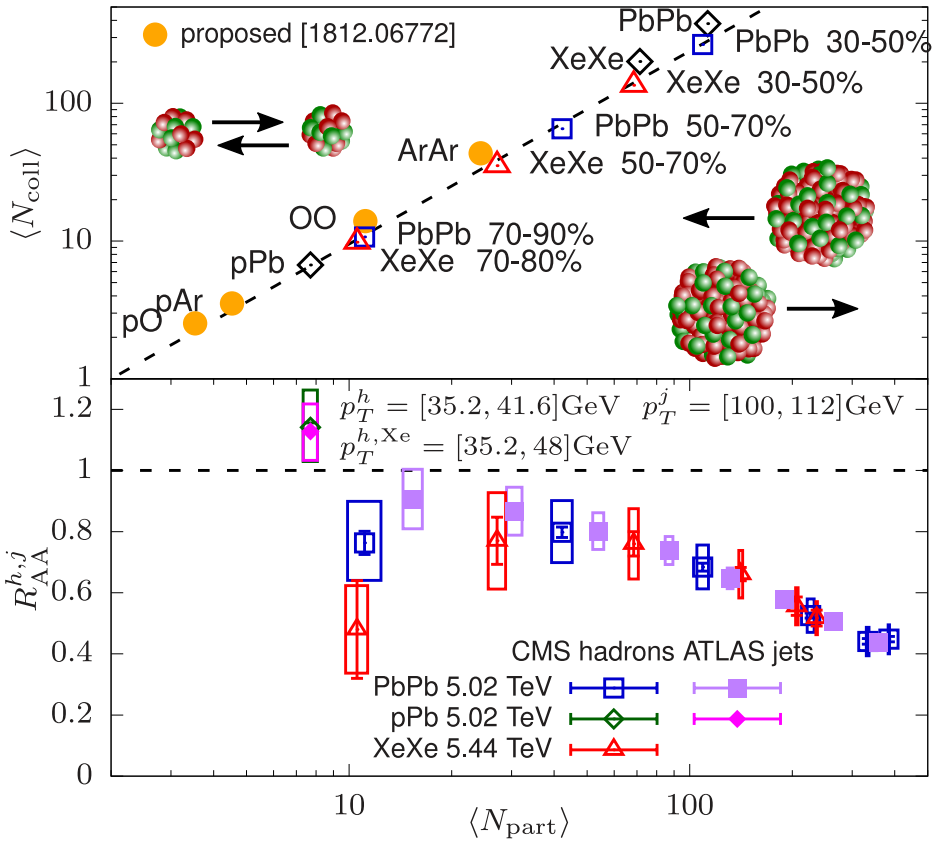 proposed [1812.06772]
PbPb
PbPb 30-50%
XeXe
XeXe 30-50%
100
PbPb 50-70%
ArAr
XeXe 50-70%
⟨N_coll⟩
OO
PbPb 70-90%
10
XeXe 70-80%
pPb
pAr
pO
1
p_T^h = [35.2, 41.6]GeV p_T^j = [100, 112]GeV
p_T^{h,Xe} = [35.2, 48]GeV
1.2
1
0.8
0.6
0.4
0.2
0
R_AA^{h,j}
CMS hadrons ATLAS jets
PbPb 5.02 TeV
pPb 5.02 TeV
XeXe 5.44 TeV
10
100
⟨N_part⟩